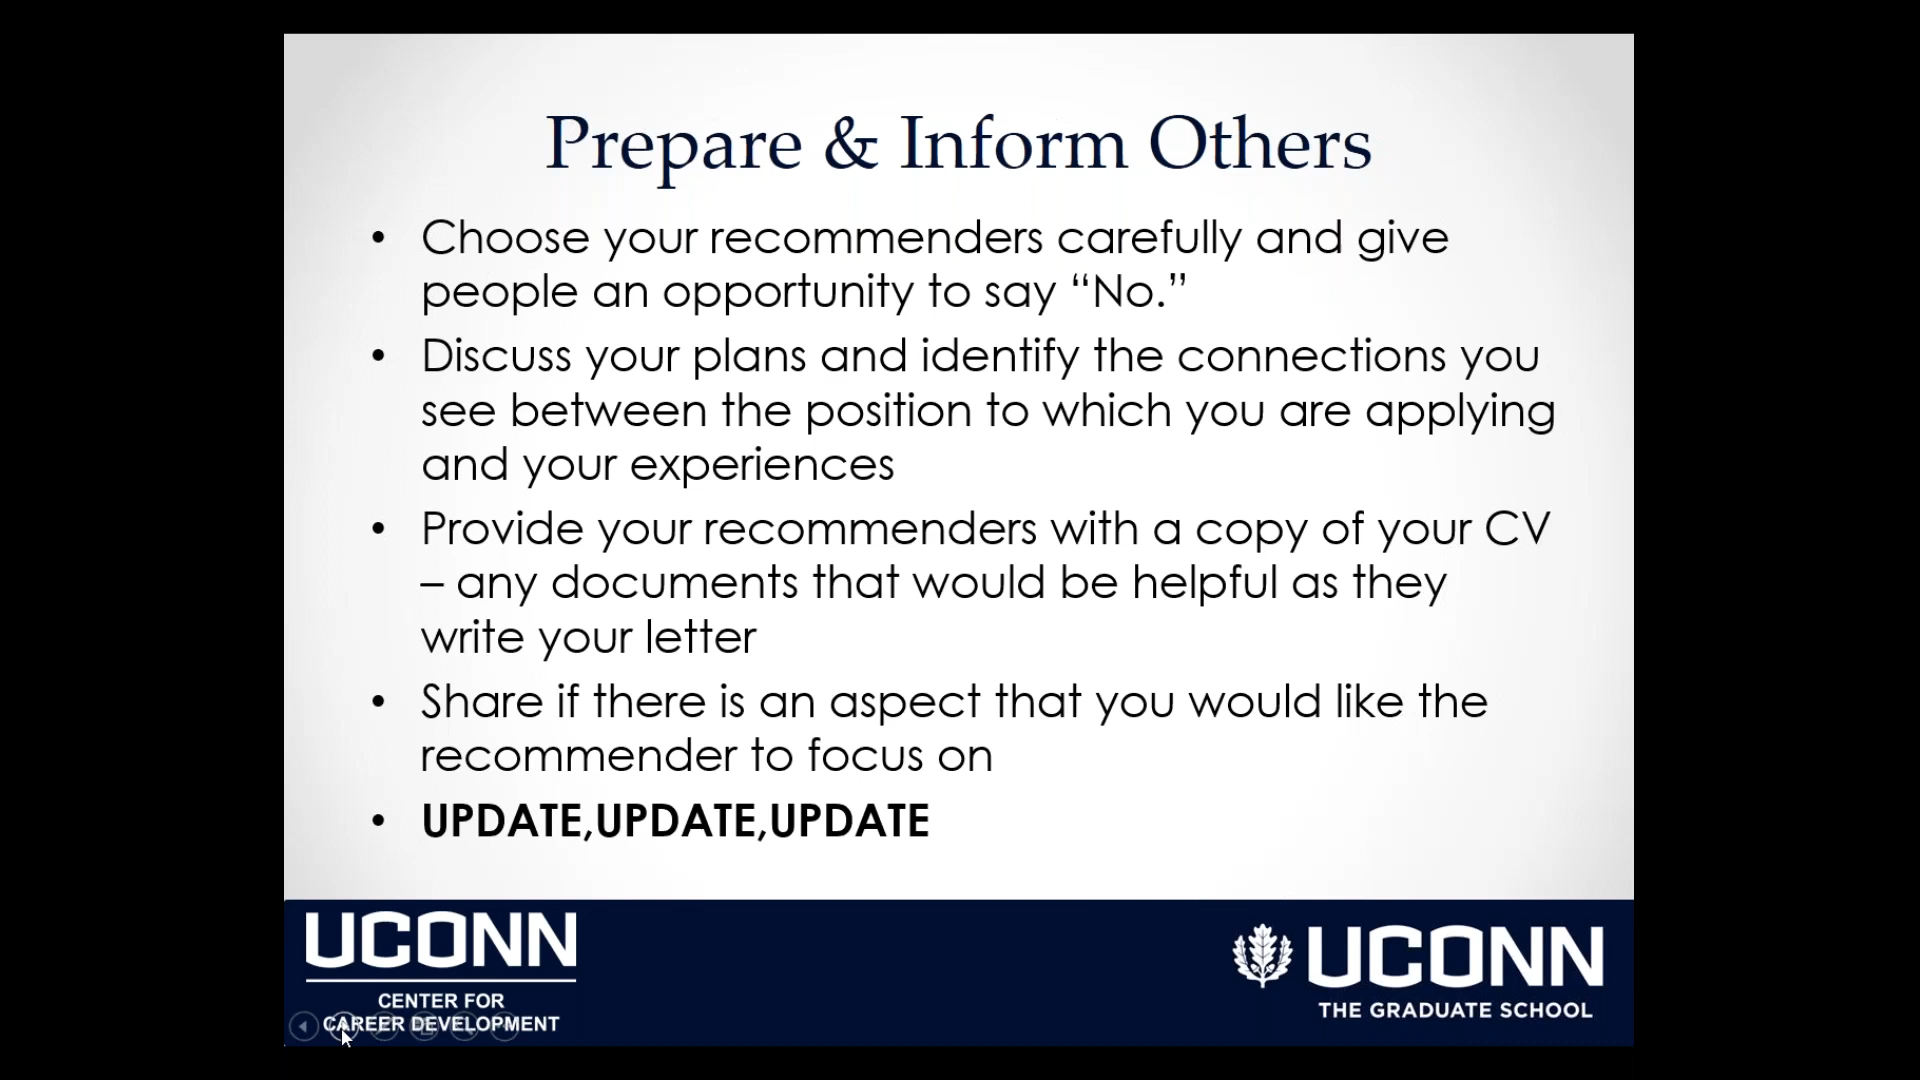 Prepare & Inform Others
• Choose your recommenders carefully and give
people an opportunity to say “No.”
• Discuss your plans and identify the connections you
see between the position to which you are applying
and your experiences
• Provide your recommenders with a copy of your CV
– any documents that would be helpful as they
write your letter
• Share if there is an aspect that you would like the
recommender to focus on
• UPDATE,UPDATE,UPDATE
UCONN
CENTER FOR
CAREER DEVELOPMENT
UCONN
THE GRADUATE SCHOOL